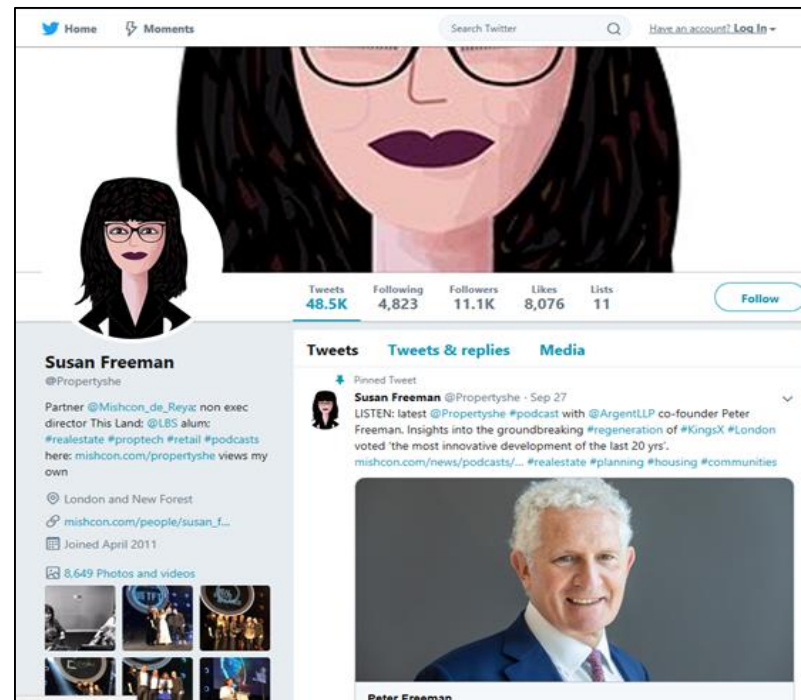 Home
Moments
Search Twitter
Have an account? Log In
Tweets
48.5K
Following
4,823
Followers
11.1K
Likes
8,076
Lists
11
Follow
Susan Freeman
@Propertyshe
Partner @Mishcon_de_Reya: non exec
director This Land: @LBS alum:
#realestate #proptech #retail #podcasts
here: mishcon.com/propertyshe views my
own
London and New Forest
mishcon.com/people/susan_f...
Joined April 2011
8,649 Photos and videos
Tweets
Tweets & replies
Media
Pinned Tweet
Susan Freeman @Propertyshe · Sep 27
LISTEN: latest @Propertyshe #podcast with @ArgentLLP co-founder Peter
Freeman. Insights into the groundbreaking #regeneration of #KingsX #London
voted 'the most innovative development of the last 20 yrs'.
mishcon.com/news/podcasts/... #realestate #planning #housing #communities
Peter Freeman